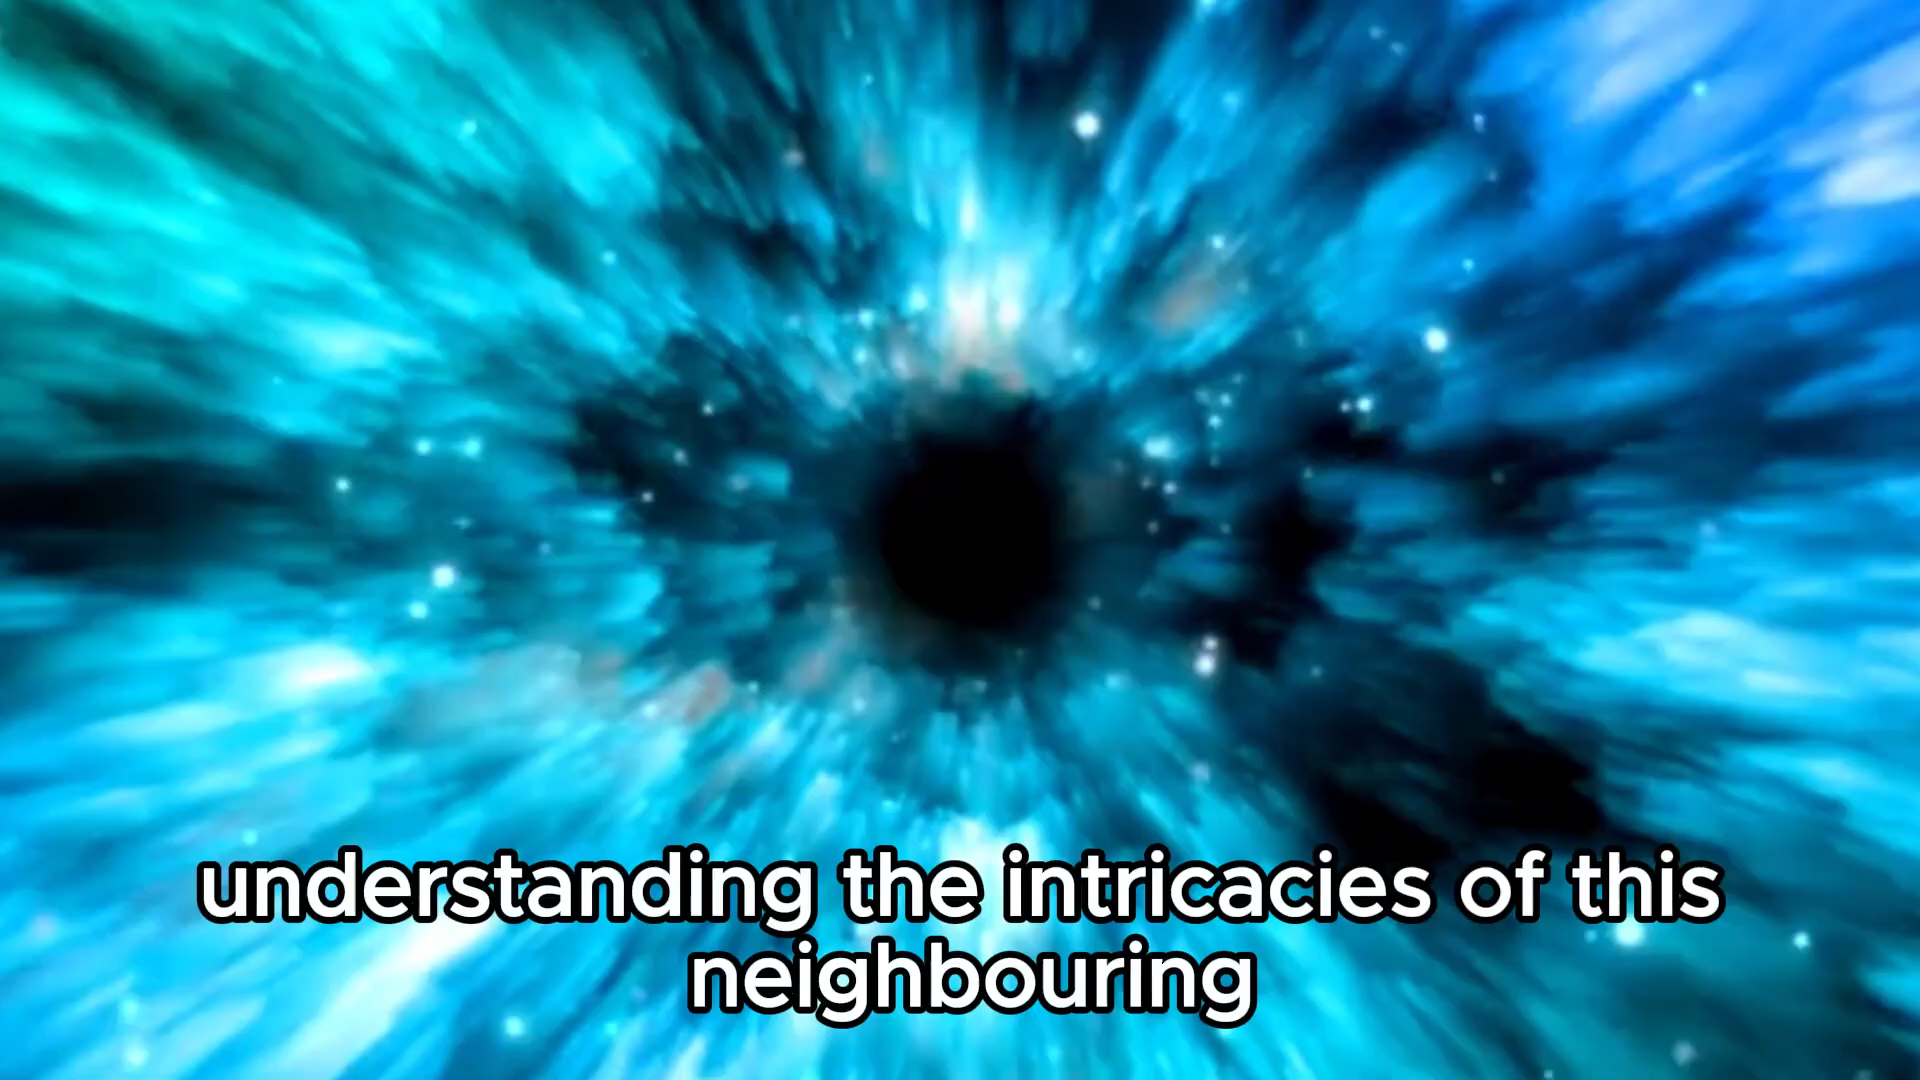 understanding the intricacies of this
neighbouring